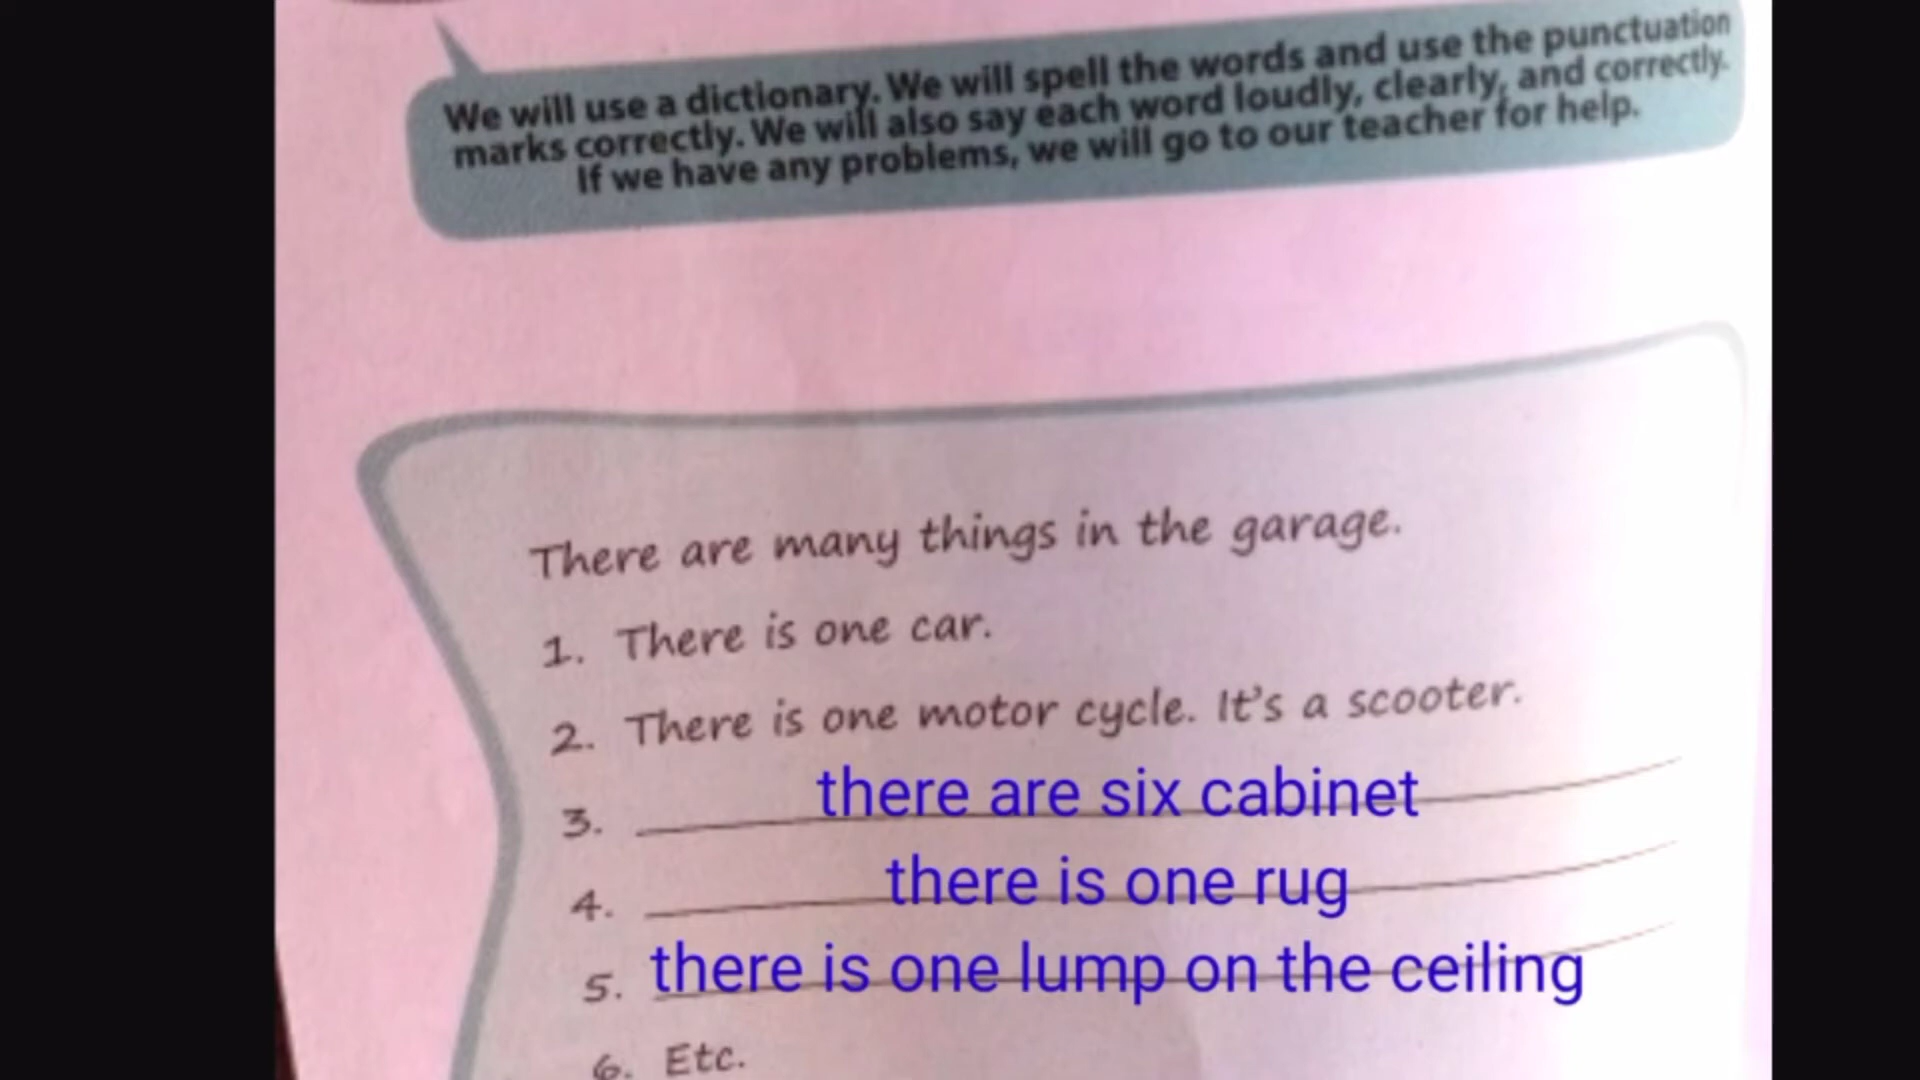 We will use a dictionary. We will spell the words and use the punctuation
marks correctly. We will also say each word loudly, clearly, and correctly.
If we have any problems, we will go to our teacher for help.
There are many things in the garage.
1. There is one car.
2. There is one motor cycle. It's a scooter.
3. there are six cabinet
4. there is one rug
5. there is one lump on the ceiling
6. Etc.